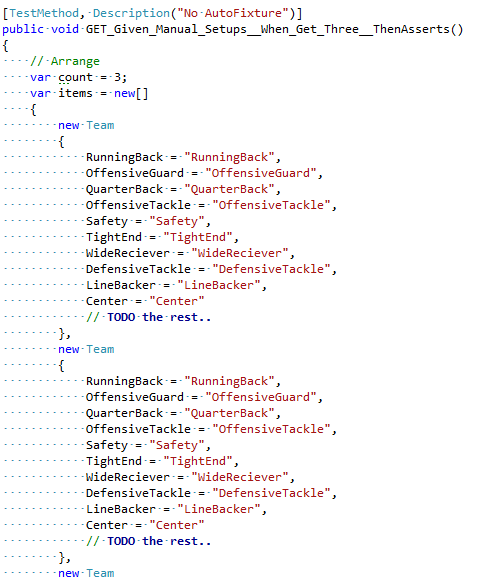 [TestMethod, Description("No AutoFixture")]
public void GET_Given_Manual_Setups__When_Get_Three__ThenAsserts()
{
    // Arrange
    var count = 3;
    var items = new[]
    {
        new Team
        {
            RunningBack = "RunningBack",
            OffensiveGuard = "OffensiveGuard",
            QuarterBack = "QuarterBack",
            OffensiveTackle = "OffensiveTackle",
            Safety = "Safety",
            TightEnd = "TightEnd",
            WideReciever = "WideReciever",
            DefensiveTackle = "DefensiveTackle",
            LineBacker = "LineBacker",
            Center = "Center"
            // TODO the rest..
        },
        new Team
        {
            RunningBack = "RunningBack",
            OffensiveGuard = "OffensiveGuard",
            QuarterBack = "QuarterBack",
            OffensiveTackle = "OffensiveTackle",
            Safety = "Safety",
            TightEnd = "TightEnd",
            WideReciever = "WideReciever",
            DefensiveTackle = "DefensiveTackle",
            LineBacker = "LineBacker",
            Center = "Center"
            // TODO the rest..
        },
        new Team